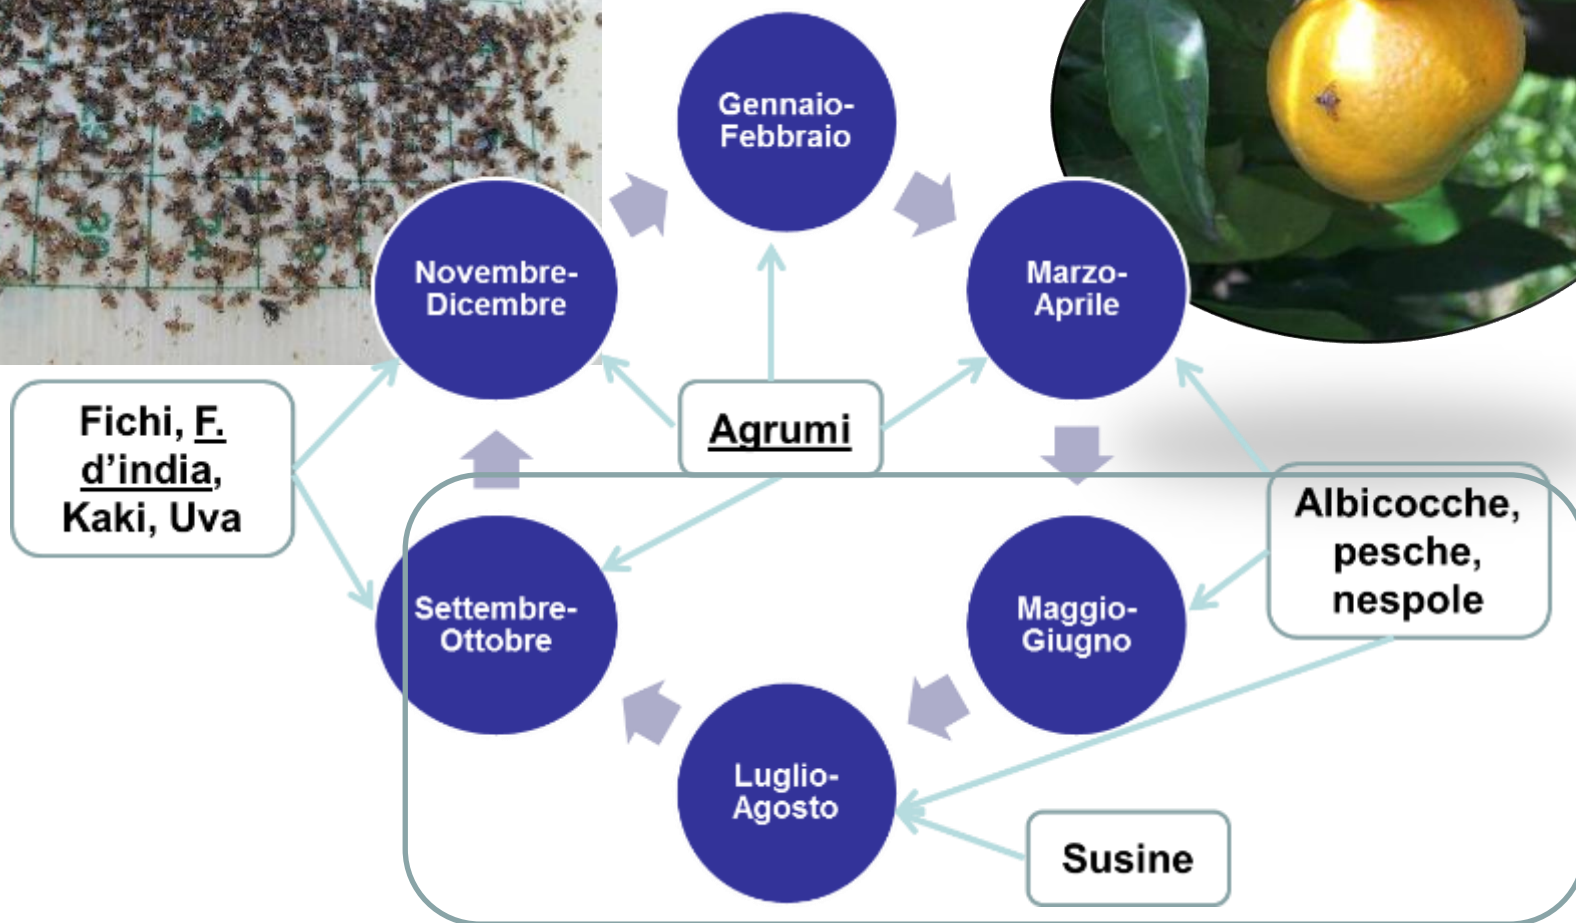 Gennaio-
Febbraio
Novembre-
Dicembre
Marzo-
Aprile
Fichi, F.
d’india,
Kaki, Uva
Agrumi
Albicocche,
pesche,
nespole
Settembre-
Ottobre
Maggio-
Giugno
Luglio-
Agosto
Susine